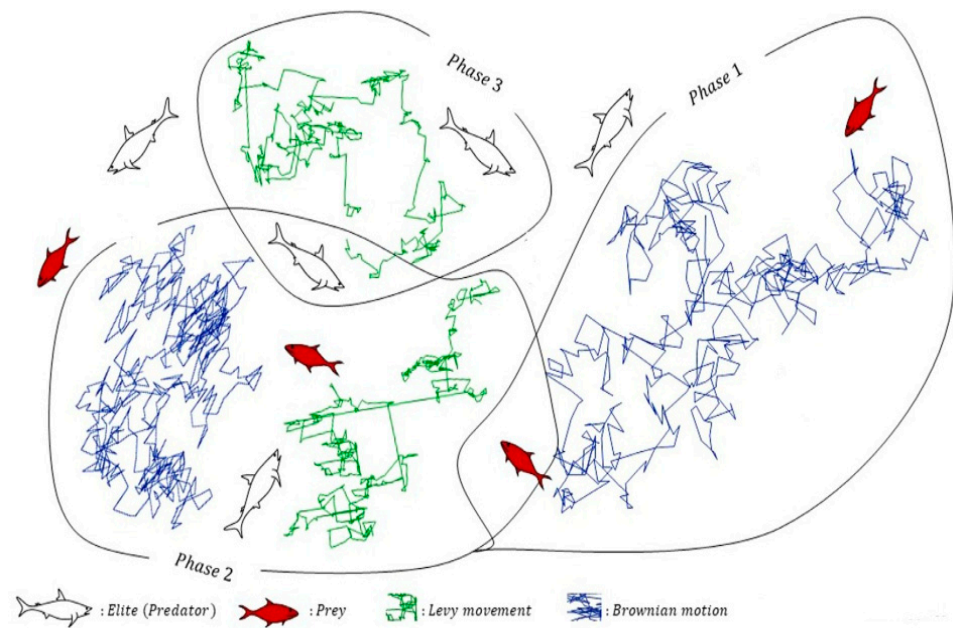 Phase 3
Phase 1
Phase 2
: Elite (Predator)
: Prey
: Levy movement
: Brownian motion